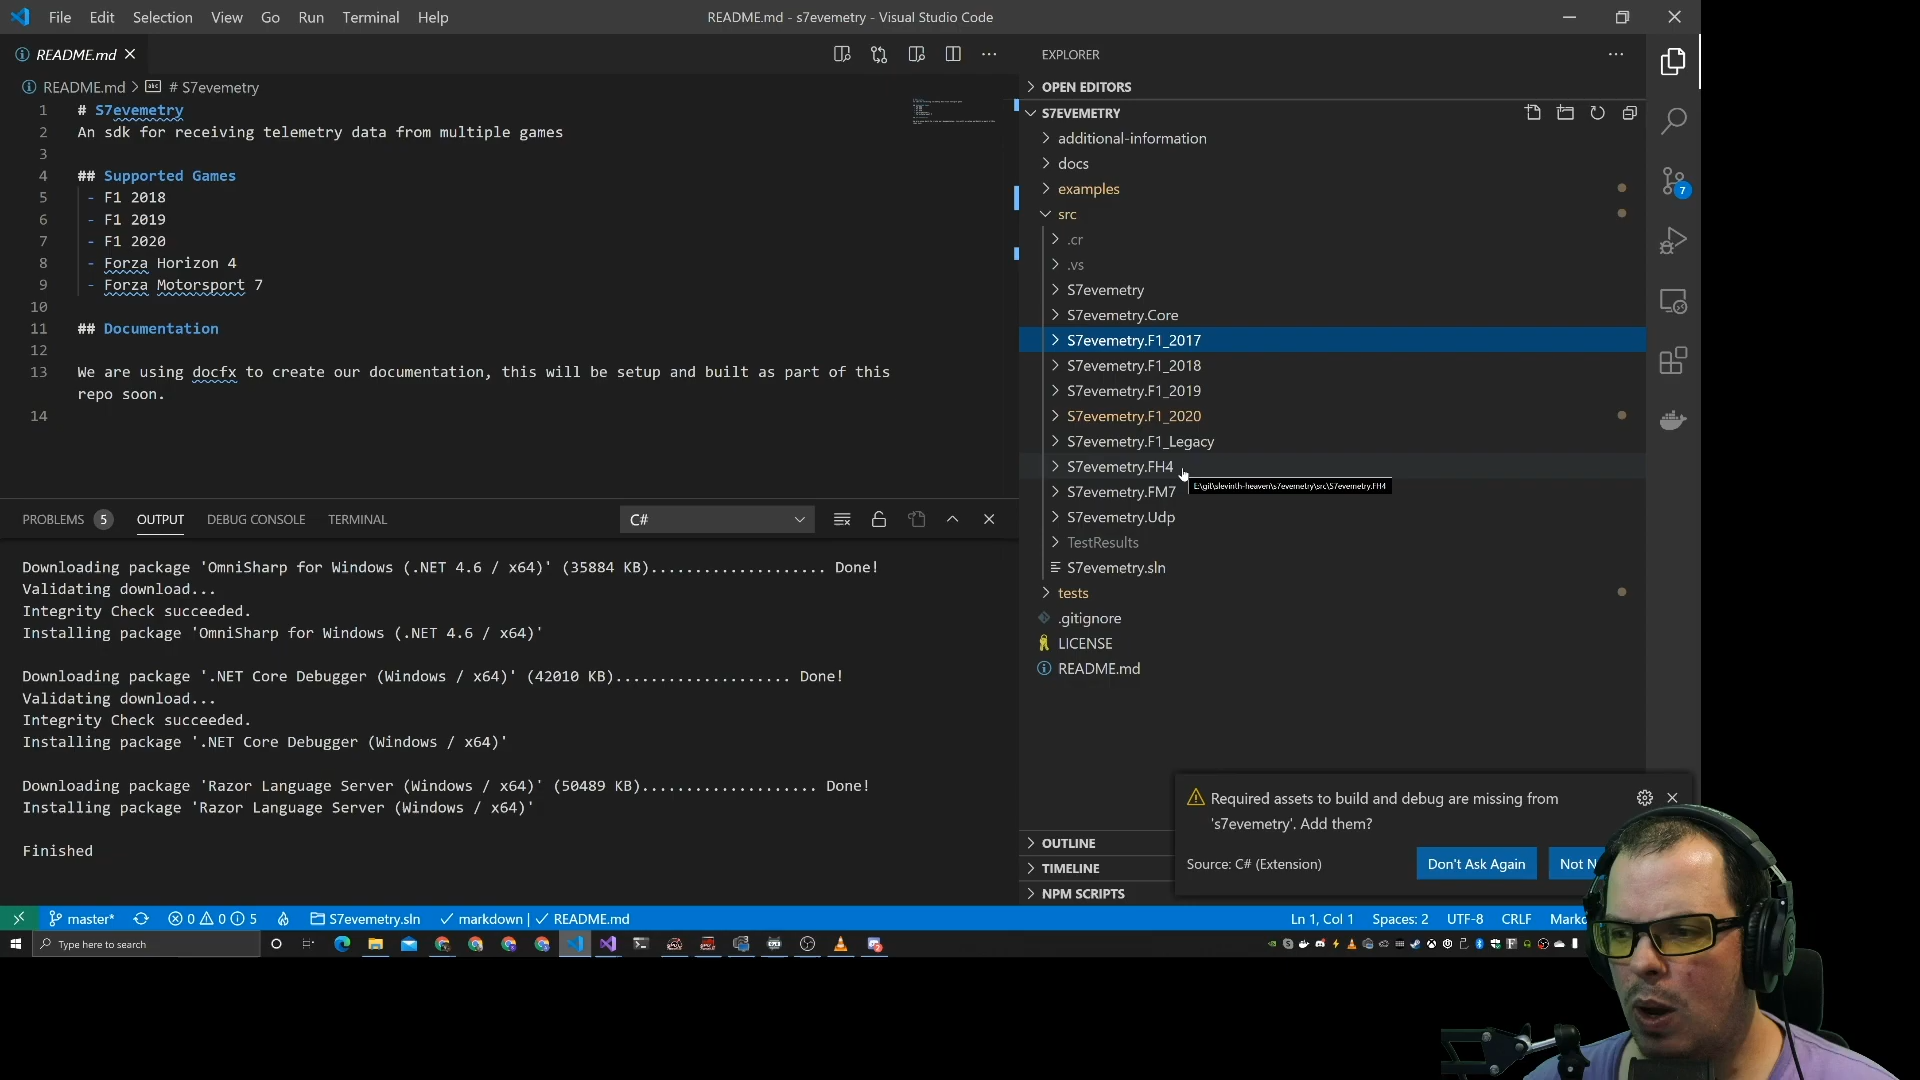 File Edit Selection View Go Run Terminal Help
README.md - s7evemetry - Visual Studio Code
README.md
README.md > # S7evemetry
1 # S7evemetry
2 An sdk for receiving telemetry data from multiple games
3
4 ## Supported Games
5 - F1 2018
6 - F1 2019
7 - F1 2020
8 - Forza Horizon 4
9 - Forza Motorsport 7
10
11 ## Documentation
12
13 We are using docfx to create our documentation, this will be setup and built as part of this
repo soon.
14
PROBLEMS 5 OUTPUT DEBUG CONSOLE TERMINAL
C#
Downloading package 'OmniSharp for Windows (.NET 4.6 / x64)' (35884 KB).................... Done!
Validating download...
Integrity Check succeeded.
Installing package 'OmniSharp for Windows (.NET 4.6 / x64)'
Downloading package '.NET Core Debugger (Windows / x64)' (42010 KB).................... Done!
Validating download...
Integrity Check succeeded.
Installing package '.NET Core Debugger (Windows / x64)'
Downloading package 'Razor Language Server (Windows / x64)' (50489 KB).................... Done!
Installing package 'Razor Language Server (Windows / x64)'
Finished
EXPLORER
OPEN EDITORS
S7EVEMETRY
additional-information
docs
examples
src
.cr
.vs
S7evemetry
S7evemetry.Core
S7evemetry.F1_2017
S7evemetry.F1_2018
S7evemetry.F1_2019
S7evemetry.F1_2020
S7evemetry.F1_Legacy
S7evemetry.FH4
E:\git\slevinth-heaven\s7evemetry\src\S7evemetry.FH4
S7evemetry.FM7
S7evemetry.Udp
TestResults
S7evemetry.sln
tests
.gitignore
LICENSE
README.md
7
OUTLINE
TIMELINE
NPM SCRIPTS
Required assets to build and debug are missing from
's7evemetry'. Add them?
Source: C# (Extension)
Don't Ask Again
Not N
master* 0 0 5 S7evemetry.sln markdown | README.md
Ln 1, Col 1 Spaces: 2 UTF-8 CRLF Markd
Type here to search